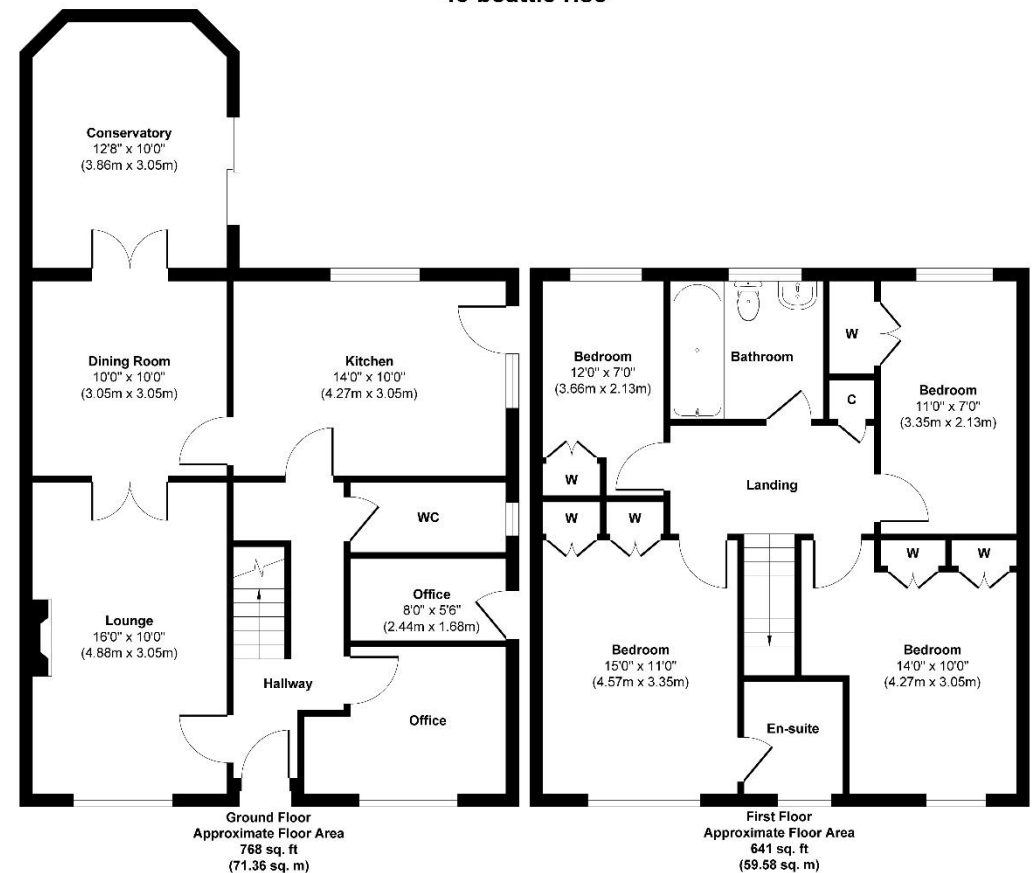 Conservatory
12'8" x 10'0"
(3.86m x 3.05m)
Dining Room
10'0" x 10'0"
(3.05m x 3.05m)
Kitchen
14'0" x 10'0"
(4.27m x 3.05m)
WC
Office
8'0" x 5'6"
(2.44m x 1.68m)
Lounge
16'0" x 10'0"
(4.88m x 3.05m)
Hallway
Office
Ground Floor
Approximate Floor Area
768 sq. ft
(71.36 sq. m)
Bedroom
12'0" x 7'0"
(3.66m x 2.13m)
Bathroom
W
C
Bedroom
11'0" x 7'0"
(3.35m x 2.13m)
W
Landing
W
W
W
W
Bedroom
15'0" x 11'0"
(4.57m x 3.35m)
Bedroom
14'0" x 10'0"
(4.27m x 3.05m)
En-suite
First Floor
Approximate Floor Area
641 sq. ft
(59.58 sq. m)